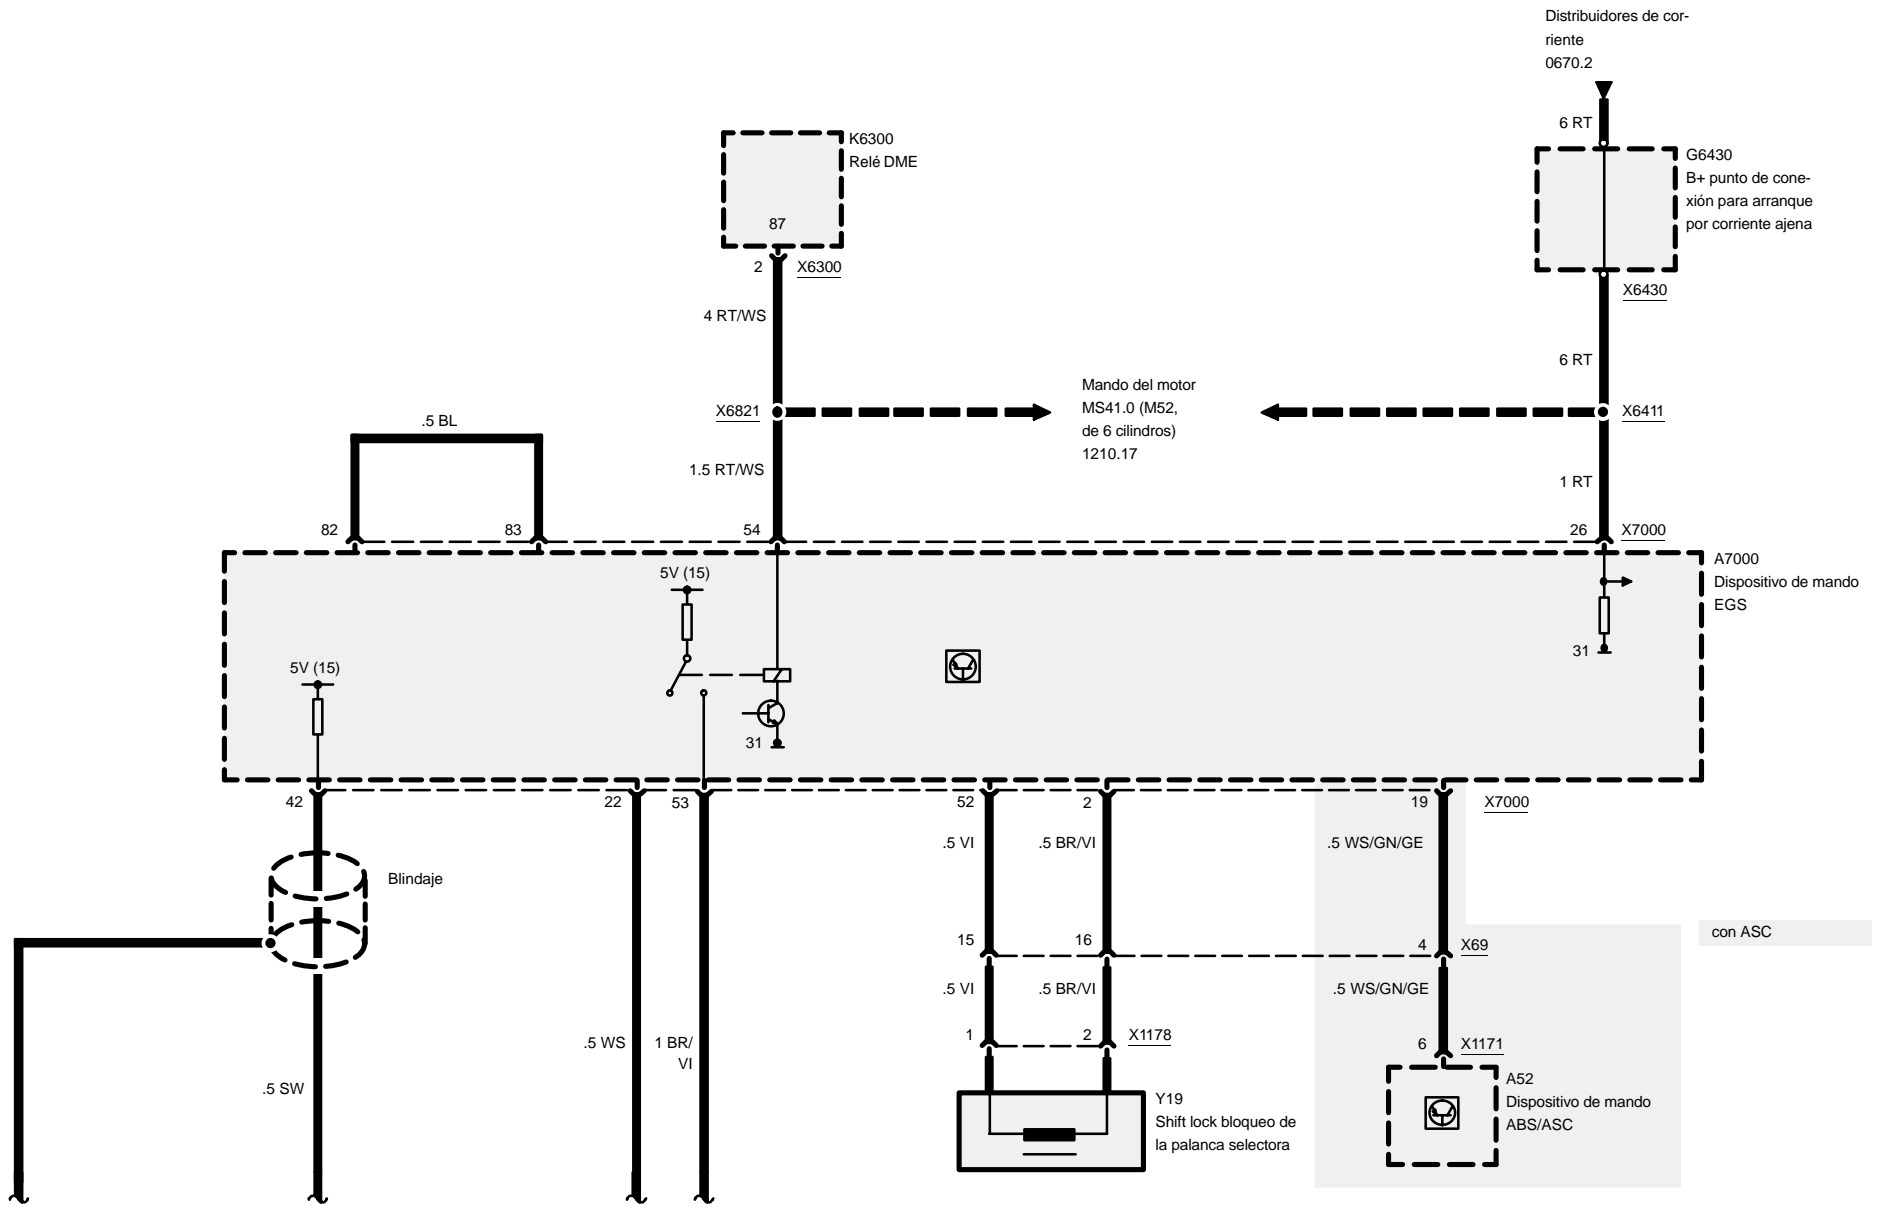 Distribuidores de cor-
riente
0670.2
6 RT
K6300
Relé DME
87
G6430
B+ punto de cone-
xión para arranque
por corriente ajena
2
X6300
X6430
4 RT/WS
6 RT
Mando del motor
MS41.0 (M52,
de 6 cilindros)
1210.17
X6821
X6411
.5 BL
1.5 RT/WS
1 RT
82
83
54
26
X7000
A7000
Dispositivo de mando
EGS
5V (15)
5V (15)
31
31
42
22
53
52
2
19
X7000
.5 VI
.5 BR/VI
.5 WS/GN/GE
Blindaje
con ASC
15
16
4
X69
.5 VI
.5 BR/VI
.5 WS/GN/GE
1
2
X1178
6
X1171
.5 WS
1 BR/
VI
.5 SW
Y19
Shift lock bloqueo de
la palanca selectora
A52
Dispositivo de mando
ABS/ASC